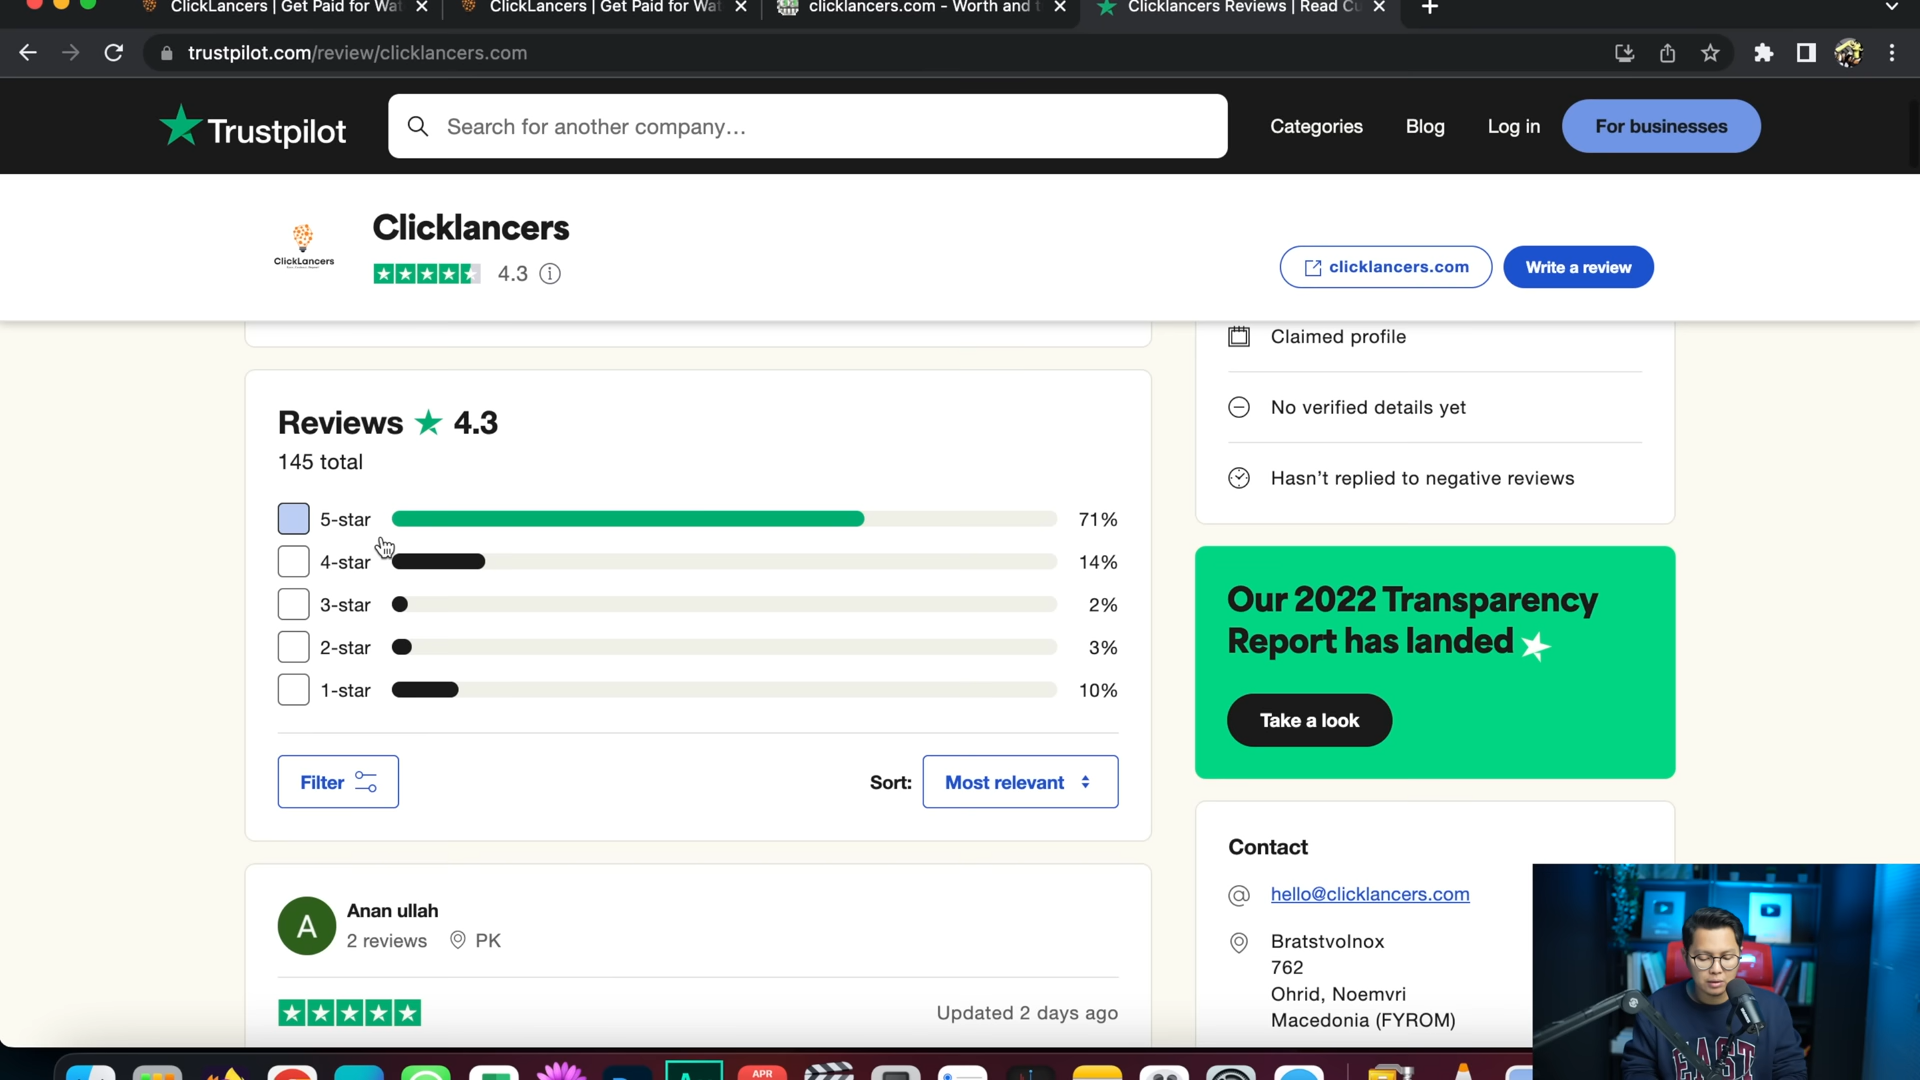 ClickLancers | Get Paid for Wat
ClickLancers | Get Paid for Wat
clicklancers.com - Worth and t
Clicklancers Reviews | Read Cu
trustpilot.com/review/clicklancers.com
Trustpilot
Search for another company...
Categories
Blog
Log in
For businesses
ClickLancers
Clicklancers
4.3
clicklancers.com
Write a review
Claimed profile
No verified details yet
Hasn't replied to negative reviews
Reviews ★ 4.3
145 total
5-star 71%
4-star 14%
3-star 2%
2-star 3%
1-star 10%
Filter
Sort: Most relevant
Our 2022 Transparency
Report has landed
Take a look
Contact
hello@clicklancers.com
Bratstvolnox
762
Ohrid, Noemvri
Macedonia (FYROM)
A
Anan ullah
2 reviews PK
Updated 2 days ago
APR
EAST